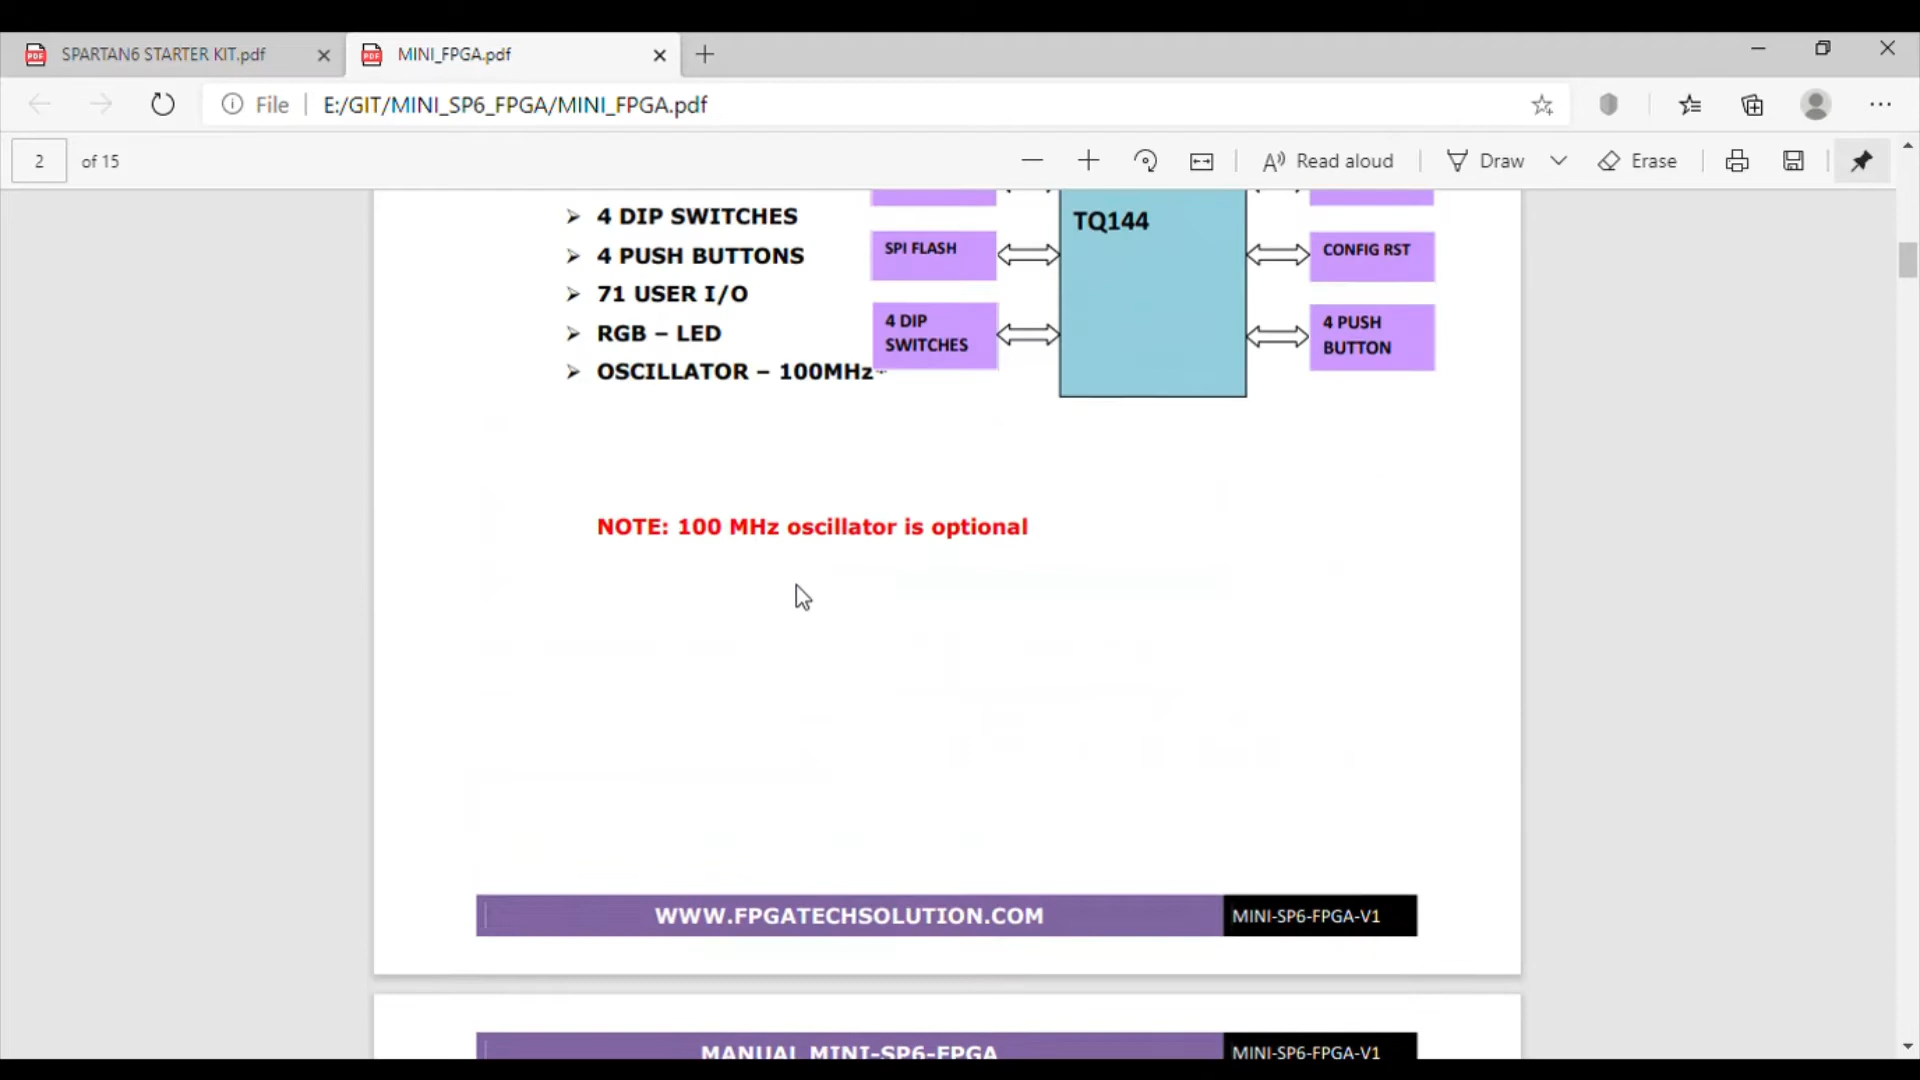 SPARTAN6 STARTER KIT.pdf
MINI_FPGA.pdf
File
E:/GIT/MINI_SP6_FPGA/MINI_FPGA.pdf
2 of 15
Read aloud
Draw
Erase
➢ 4 DIP SWITCHES
➢ 4 PUSH BUTTONS
➢ 71 USER I/O
➢ RGB – LED
➢ OSCILLATOR – 100MHz*
TQ144
SPI FLASH
CONFIG RST
4 DIP
SWITCHES
4 PUSH
BUTTON
NOTE: 100 MHz oscillator is optional
WWW.FPGATECHSOLUTION.COM
MINI-SP6-FPGA-V1
MANUAL MINI-SP6-FPGA
MINI-SP6-FPGA-V1